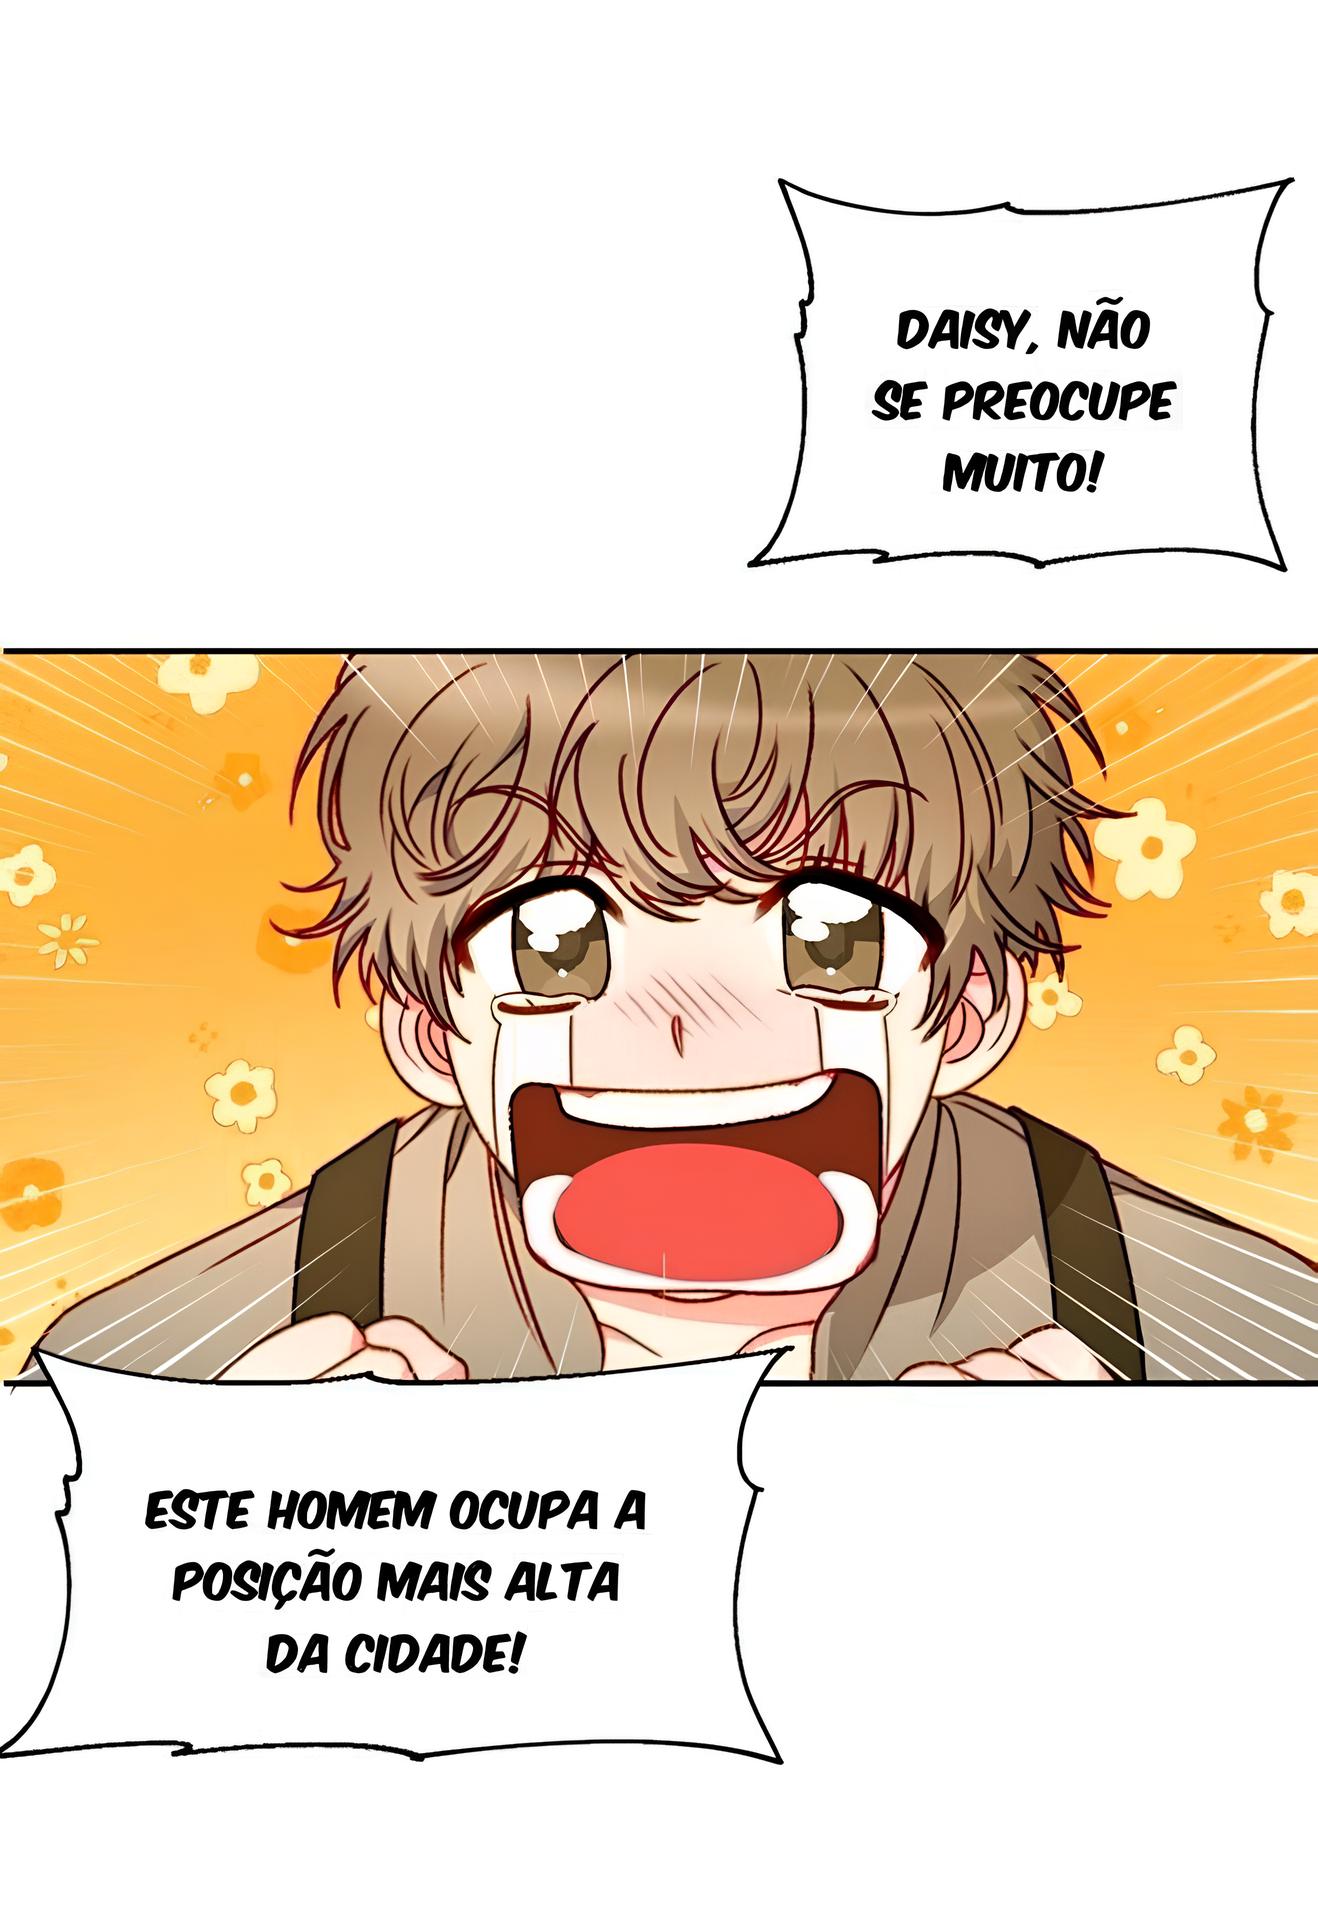 DAISY, NÃO
SE PREOCUPE
MUITO!
ESTE HOMEM OCUPA A
POSIÇÃO MAIS ALTA
DA CIDADE!